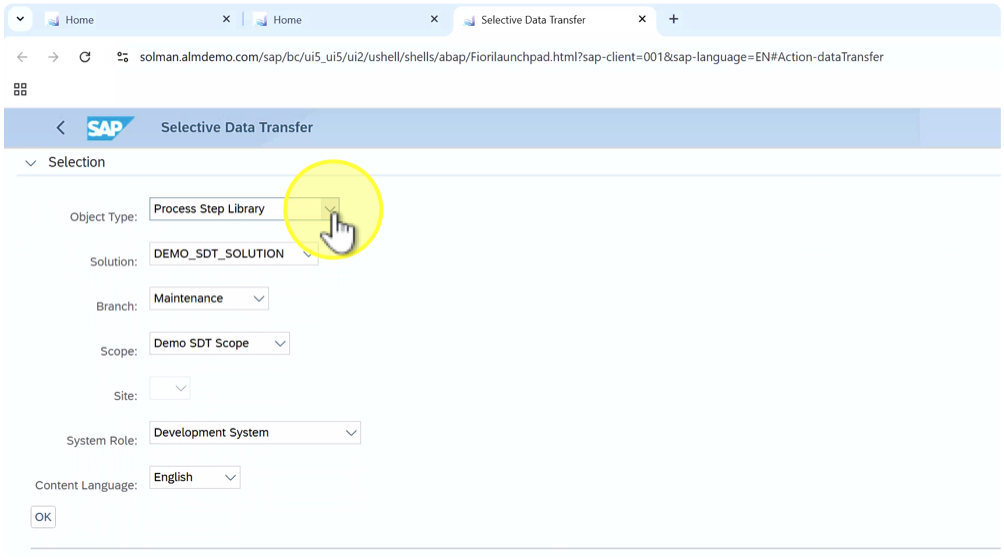 Home
Home
Selective Data Transfer
solman.almdemo.com/sap/bc/ui5_ui5/ui2/ushell/shells/abap/Fiorilaunchpad.html?sap-client=001&sap-language=EN#Action-dataTransfer
SAP Selective Data Transfer
Selection
Object Type: Process Step Library
Solution: DEMO_SDT_SOLUTION
Branch: Maintenance
Scope: Demo SDT Scope
Site:
System Role: Development System
Content Language: English
OK